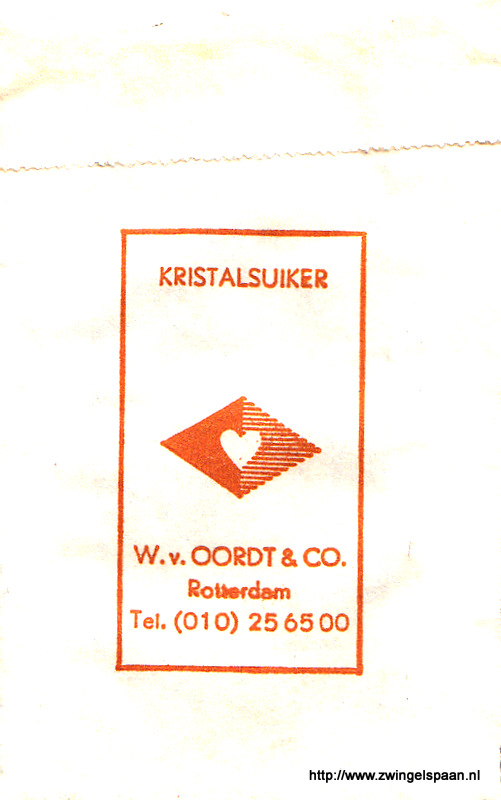 KRISTALSUIKER
W. v. OORDT & CO.
Rotterdam
Tel. (010) 25 65 00
http://www.zwingelspaan.nl